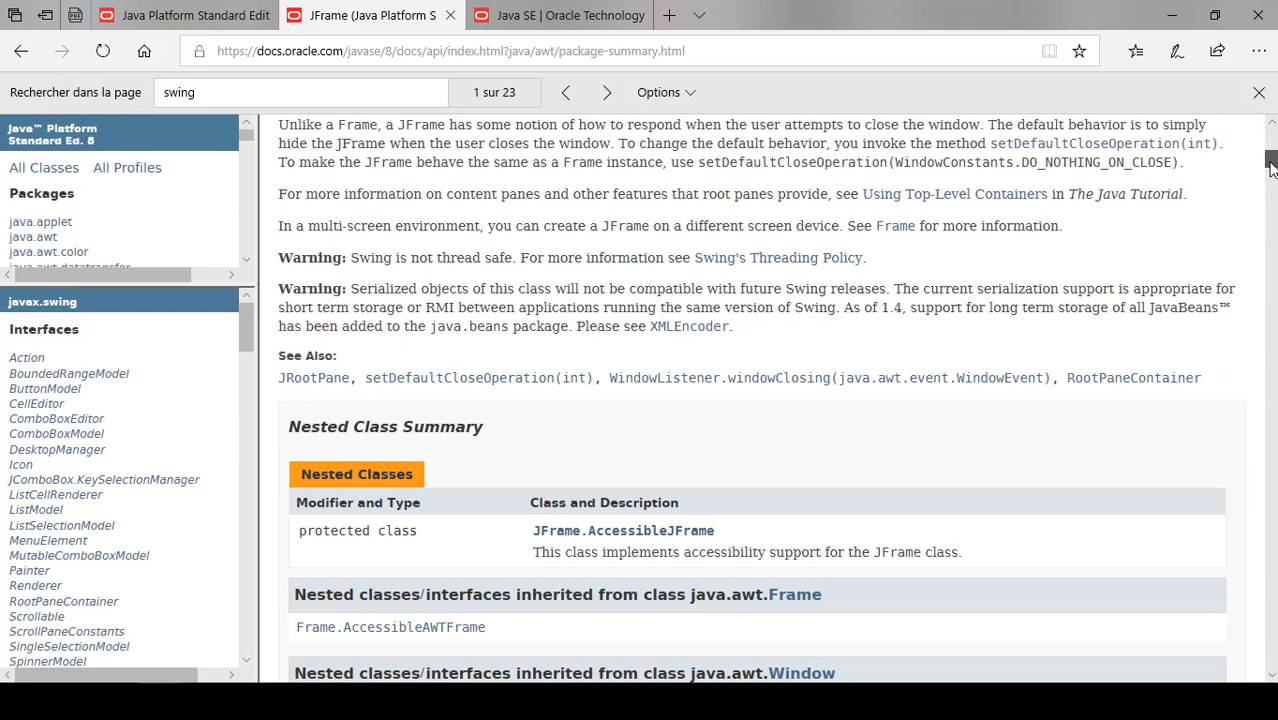 Java Platform Standard Edit
JFrame (Java Platform S
Java SE | Oracle Technology
https://docs.oracle.com/javase/8/docs/api/index.html?java/awt/package-summary.html
Rechercher dans la page
swing
1 sur 23
Options
Java™ Platform
Standard Ed. 8
All Classes All Profiles
Packages
java.applet
java.awt
java.awt.color
java.awt.datatransfer
javax.swing
Interfaces
Action
BoundedRangeModel
ButtonModel
CellEditor
ComboBoxEditor
ComboBoxModel
DesktopManager
Icon
JComboBox.KeySelectionManager
ListCellRenderer
ListModel
ListSelectionModel
MenuElement
MutableComboBoxModel
Painter
Renderer
RootPaneContainer
Scrollable
ScrollPaneConstants
SingleSelectionModel
SpinnerModel
Unlike a Frame, a JFrame has some notion of how to respond when the user attempts to close the window. The default behavior is to simply
hide the JFrame when the user closes the window. To change the default behavior, you invoke the method setDefaultCloseOperation(int).
To make the JFrame behave the same as a Frame instance, use setDefaultCloseOperation(WindowConstants.DO_NOTHING_ON_CLOSE).
For more information on content panes and other features that root panes provide, see Using Top-Level Containers in The Java Tutorial.
In a multi-screen environment, you can create a JFrame on a different screen device. See Frame for more information.
Warning: Swing is not thread safe. For more information see Swing's Threading Policy.
Warning: Serialized objects of this class will not be compatible with future Swing releases. The current serialization support is appropriate for
short term storage or RMI between applications running the same version of Swing. As of 1.4, support for long term storage of all JavaBeans™
has been added to the java.beans package. Please see XMLEncoder.
See Also:
JRootPane, setDefaultCloseOperation(int), WindowListener.windowClosing(java.awt.event.WindowEvent), RootPaneContainer
Nested Class Summary
Nested Classes
Modifier and Type Class and Description
protected class JFrame.AccessibleJFrame
This class implements accessibility support for the JFrame class.
Nested classes/interfaces inherited from class java.awt.Frame
Frame.AccessibleAWTFrame
Nested classes/interfaces inherited from class java.awt.Window